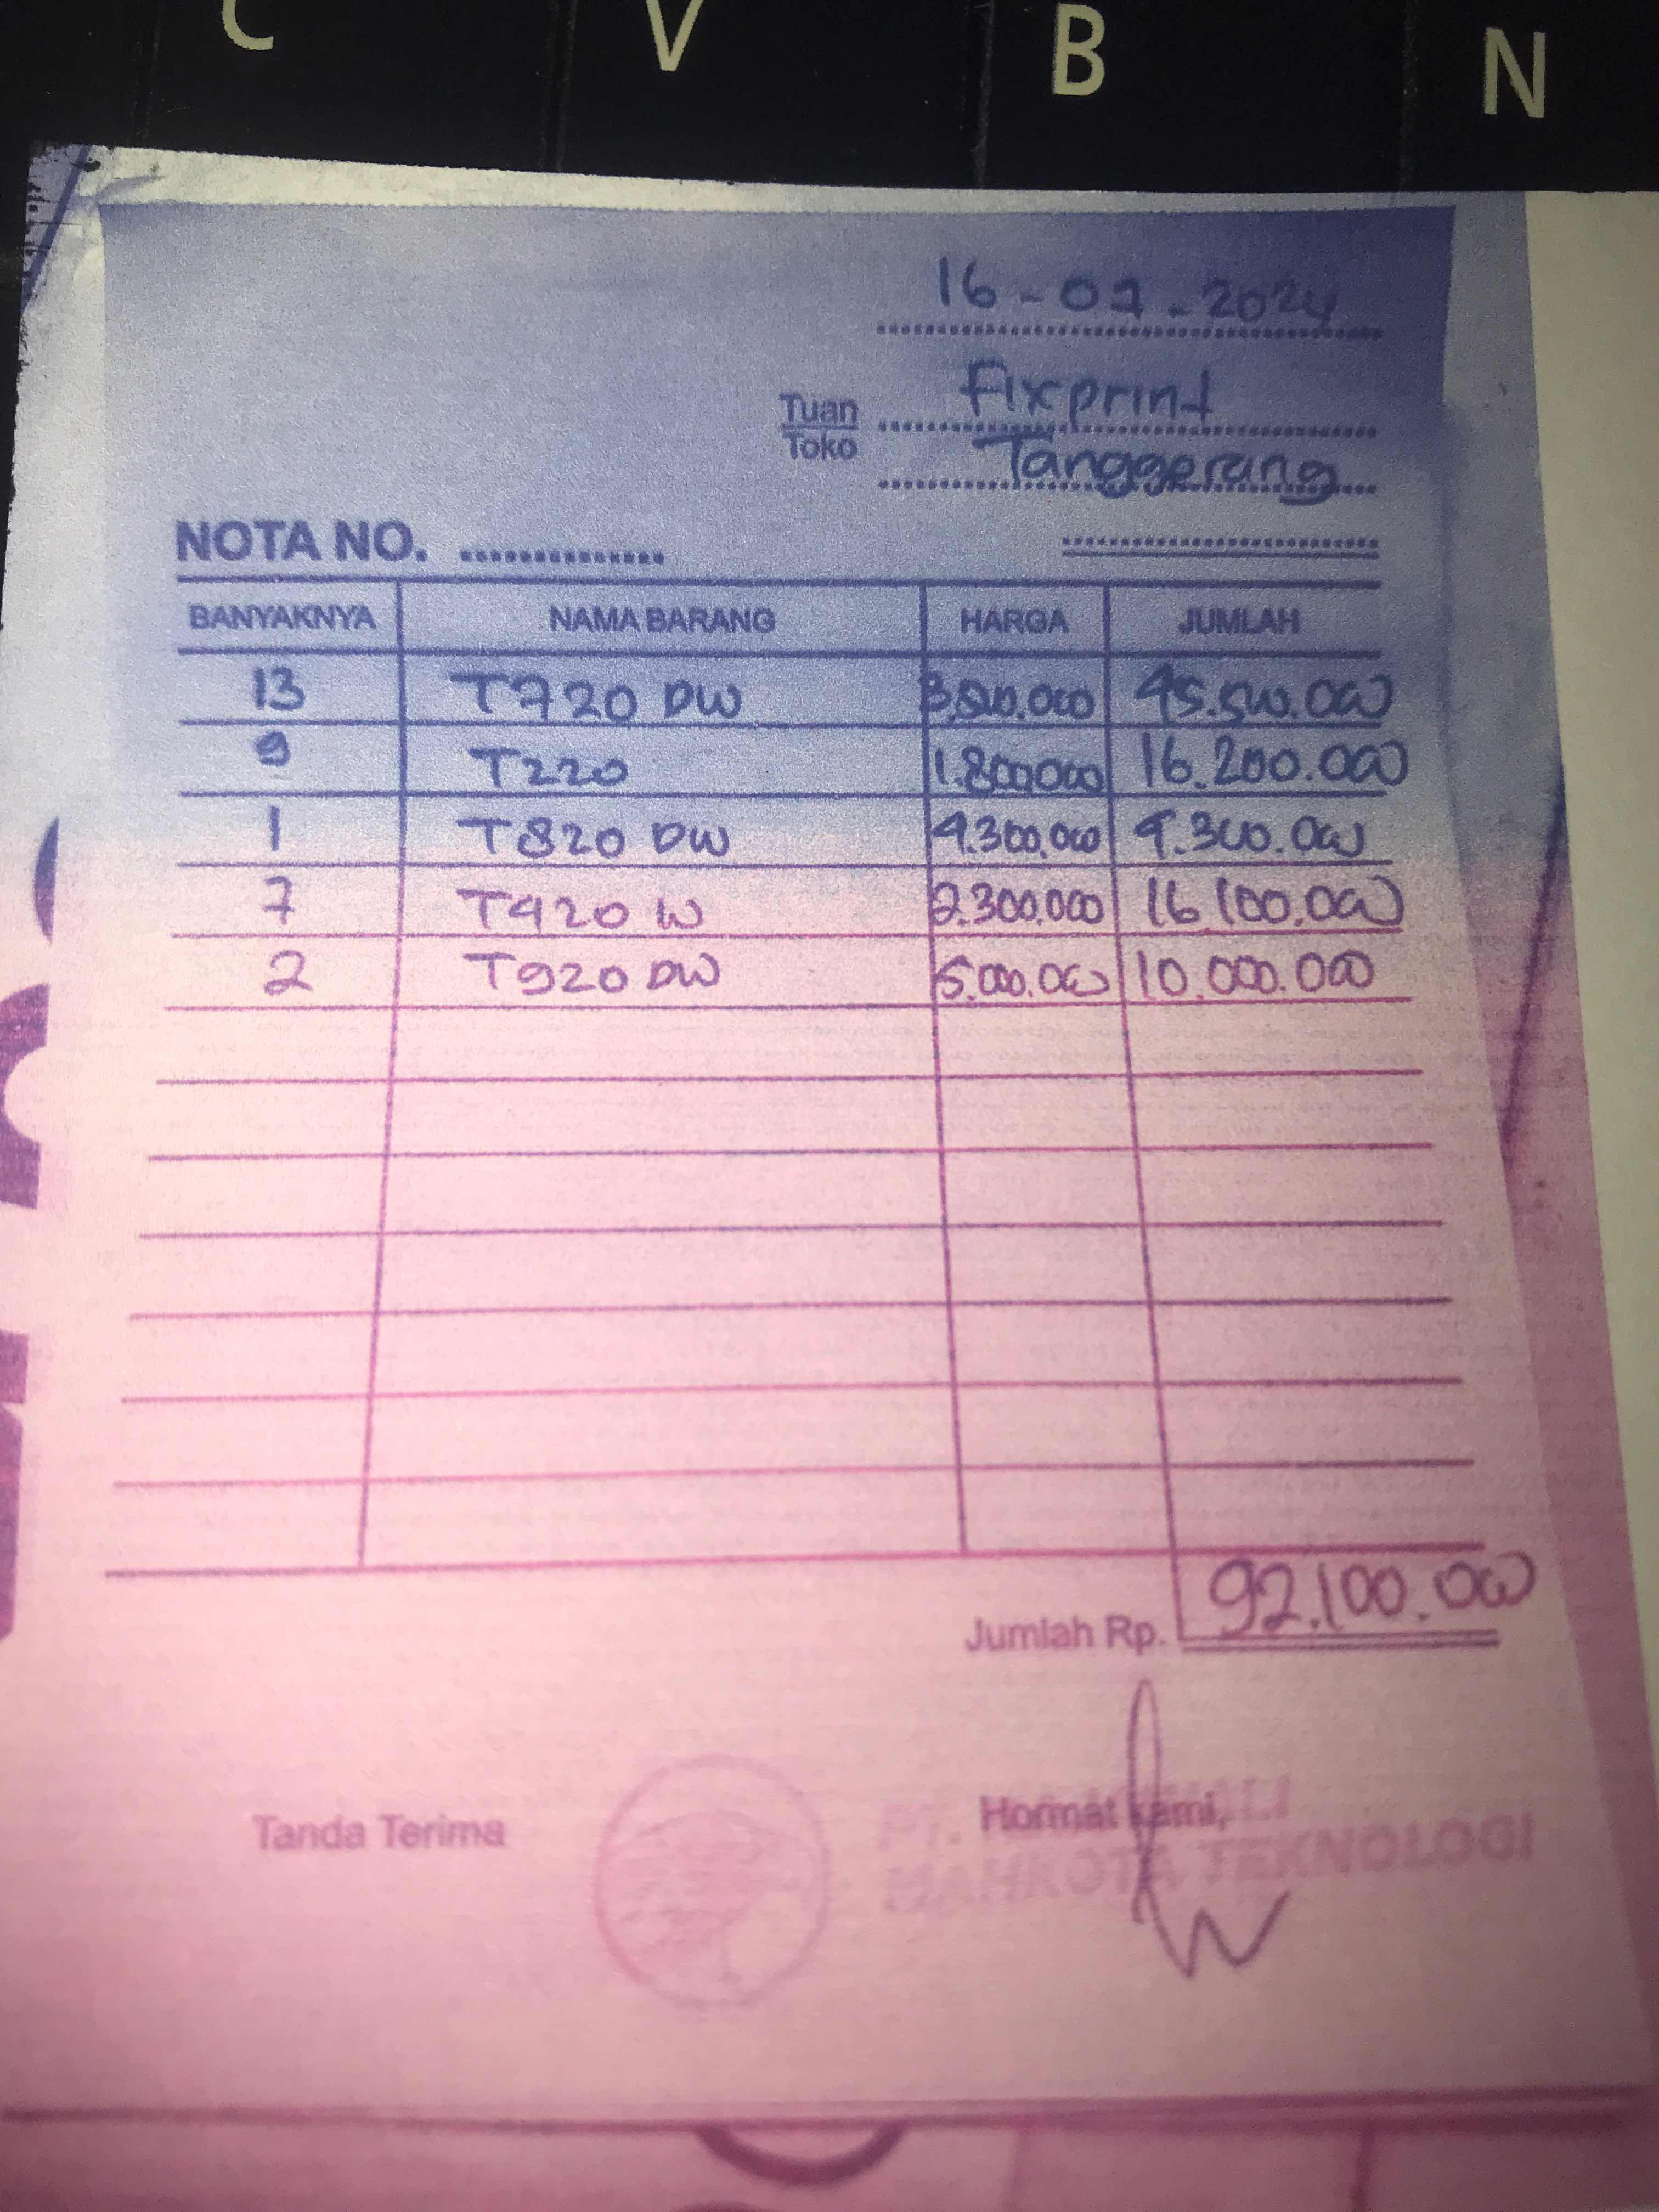 C V B N
16-07-2024
Tuan Fixprint
Toko Tanggerang
NOTA NO.
BANYAKNYA NAMA BARANG HARGA JUMLAH
13 T720 DW 3.500.000 45.500.000
9 T220 1.800.000 16.200.000
1 T820 DW 4.300.000 4.300.000
7 T420 W 2.300.000 16.100.000
2 T920 DW 5.000.000 10.000.000
Jumlah Rp. 92.100.000
Tanda Terima
Hormat kami,
PT.
MAHKOTA TEKNOLOGI